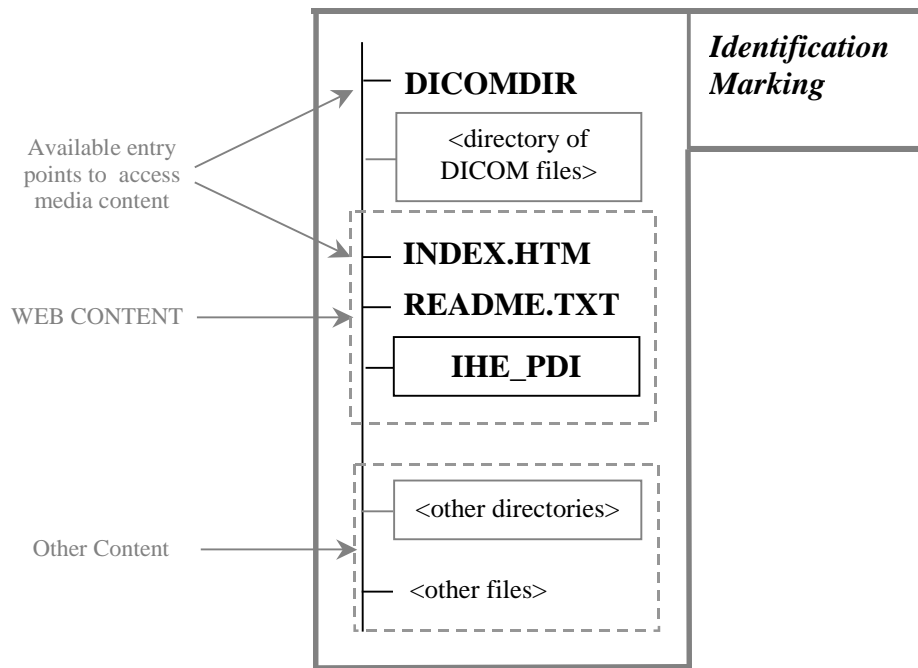 Identification
Marking
DICOMDIR
<directory of
DICOM files>
Available entry
points to access
media content
INDEX.HTM
README.TXT
WEB CONTENT
IHE_PDI
<other directories>
Other Content
<other files>